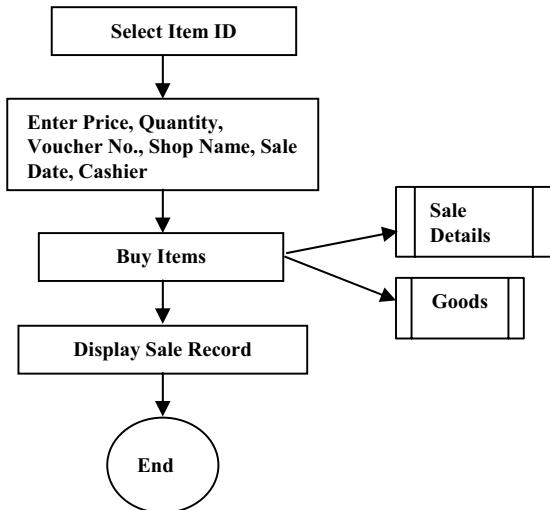 Select Item ID
Enter Price, Quantity,
Voucher No., Shop Name, Sale
Date, Cashier
Buy Items
Sale
Details
Goods
Display Sale Record
End